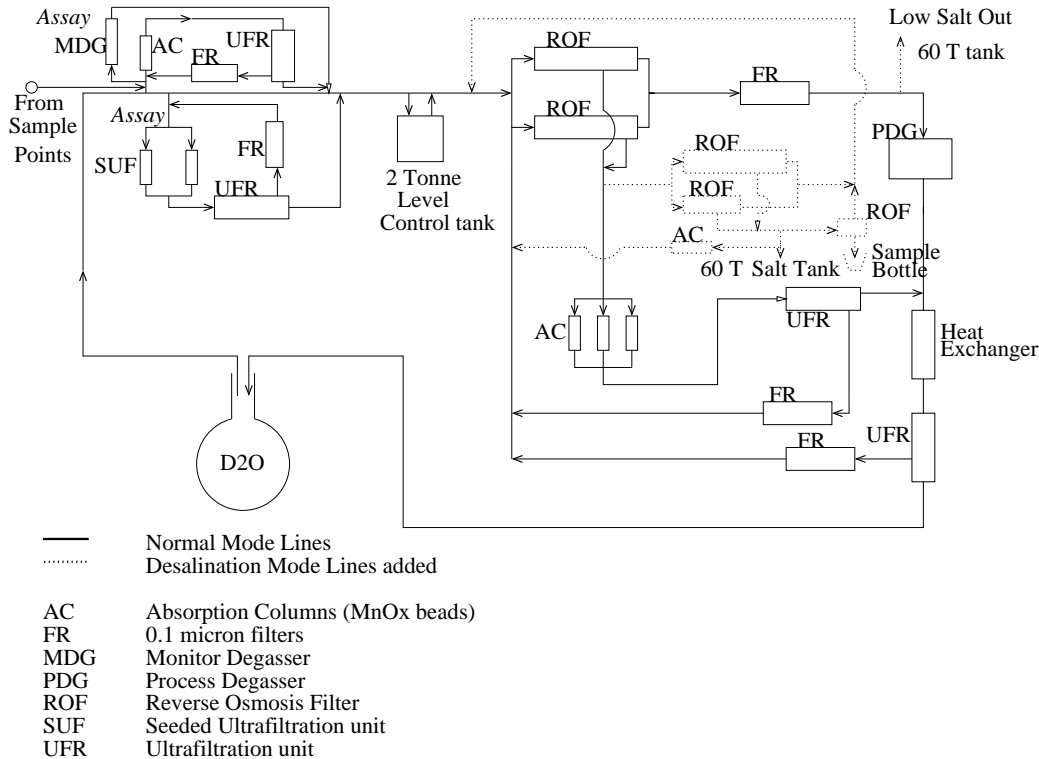 Assay
MDG
AC
UFR
FR
From
Sample
Points
Assay
SUF
FR
UFR
2 Tonne
Level
Control tank
ROF
ROF
FR
Low Salt Out
60 T tank
PDG
ROF
ROF
ROF
AC
60 T Salt Tank
Sample
Bottle
AC
UFR
Heat
Exchanger
FR
FR
UFR
D2O
Normal Mode Lines
Desalination Mode Lines added
AC Absorption Columns (MnOx beads)
FR 0.1 micron filters
MDG Monitor Degasser
PDG Process Degasser
ROF Reverse Osmosis Filter
SUF Seeded Ultrafiltration unit
UFR Ultrafiltration unit